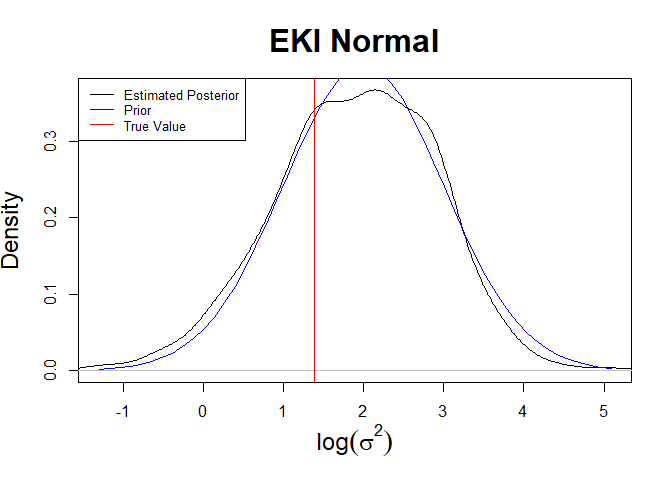 EKI Normal
Estimated Posterior
Prior
True Value
Density
0.3
0.2
0.1
0.0
-1 0 1 2 3 4 5
log(σ²)